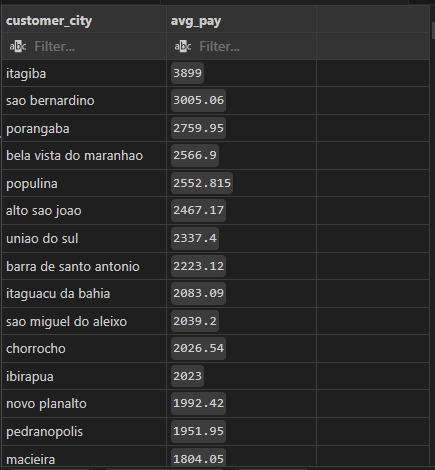 customer_city avg_pay
abc Filter... abc Filter...
itagiba 3899
sao bernardino 3005.06
porangaba 2759.95
bela vista do maranhao 2566.9
populina 2552.815
alto sao joao 2467.17
uniao do sul 2337.4
barra de santo antonio 2223.12
itaguacu da bahia 2083.09
sao miguel do aleixo 2039.2
chorrocho 2026.54
ibirapua 2023
novo planalto 1992.42
pedranopolis 1951.95
macieira 1804.05